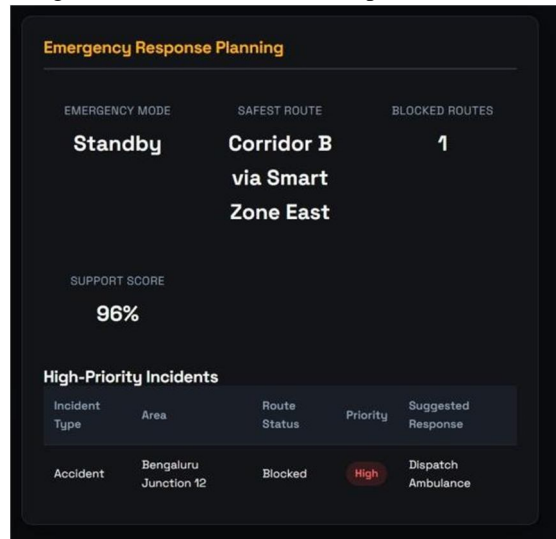 Emergency Response Planning
EMERGENCY MODE
Standby
SAFEST ROUTE
Corridor B
via Smart
Zone East
BLOCKED ROUTES
1
SUPPORT SCORE
96%
High-Priority Incidents
Incident Type
Area
Route Status
Priority
Suggested Response
Accident
Bengaluru Junction 12
Blocked
High
Dispatch Ambulance